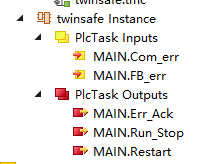 twinsafe.tmc
twinsafe Instance
PlcTask Inputs
MAIN.Com_err
MAIN.FB_err
PlcTask Outputs
MAIN.Err_Ack
MAIN.Run_Stop
MAIN.Restart